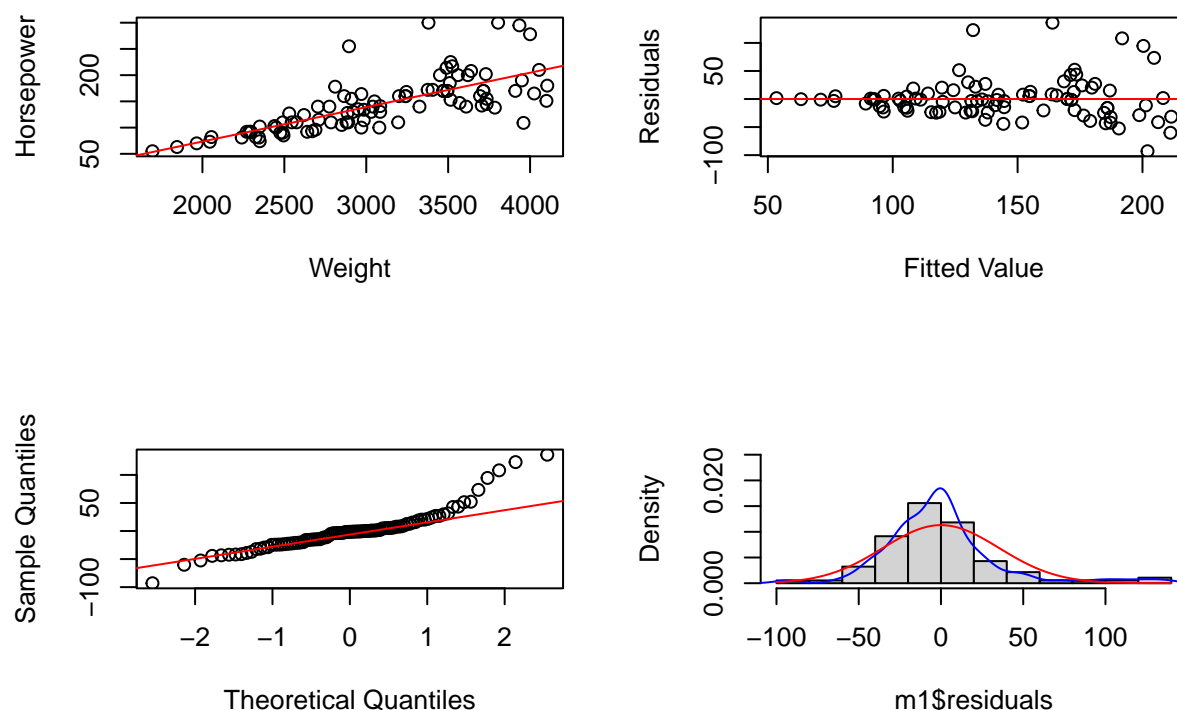 Horsepower
200
50
2000 2500 3000 3500 4000
Weight
Residuals
50
−100
50 100 150 200
Fitted Value
Sample Quantiles
50
−100
−2 −1 0 1 2
Theoretical Quantiles
Density
0.020
0.000
−100 −50 0 50 100
m1$residuals